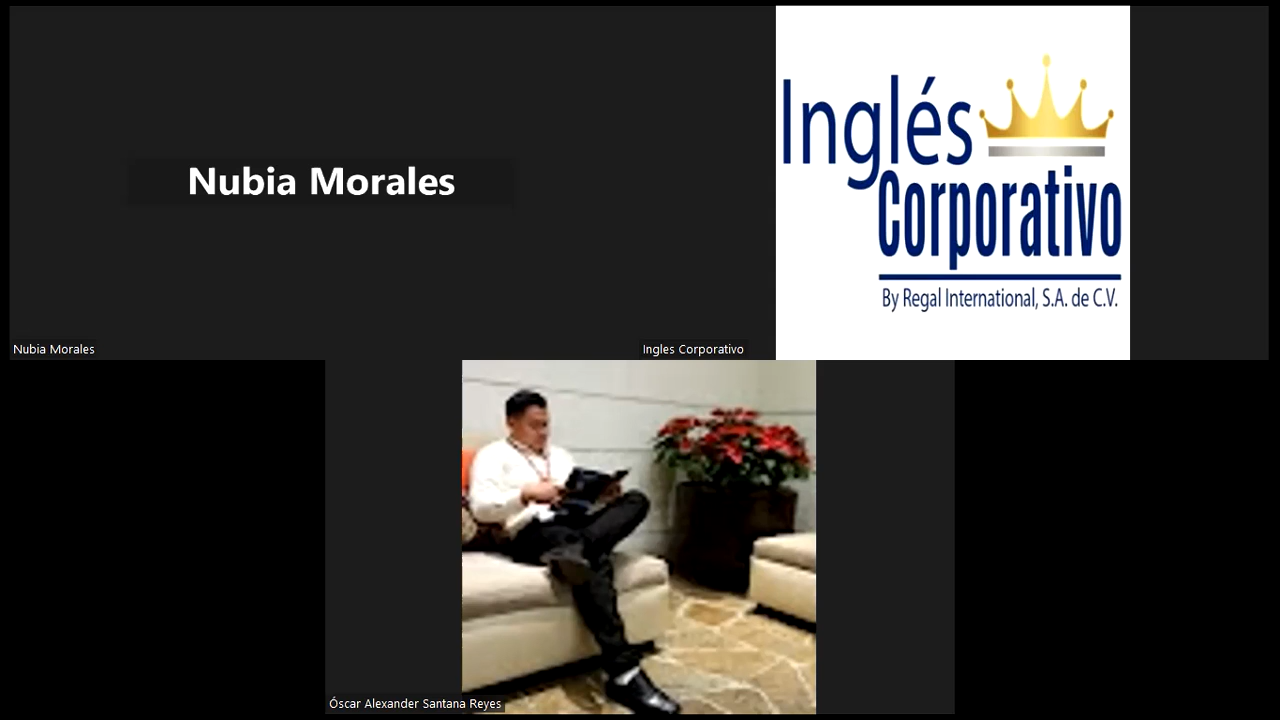 Nubia Morales
Nubia Morales
Inglés
Corporativo
By Regal International, S.A. de C.V.
Ingles Corporativo
Óscar Alexander Santana Reyes